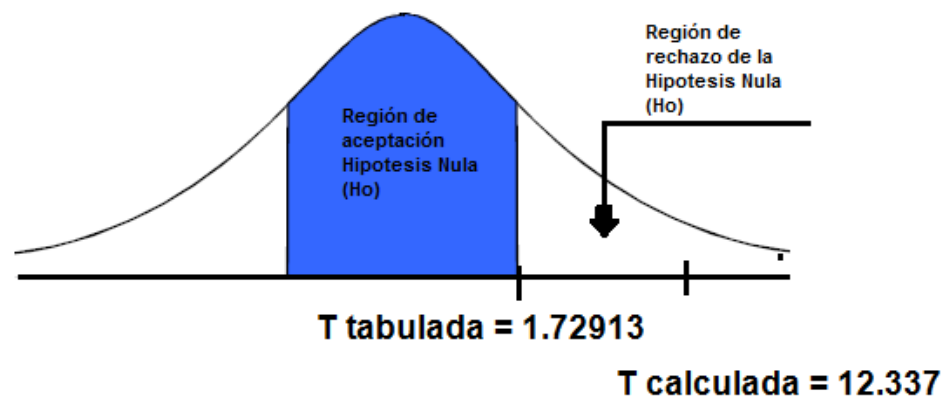 Región de
rechazo de la
Hipotesis Nula
(Ho)
Región de
aceptación
Hipotesis Nula
(Ho)
T tabulada = 1.72913
T calculada = 12.337